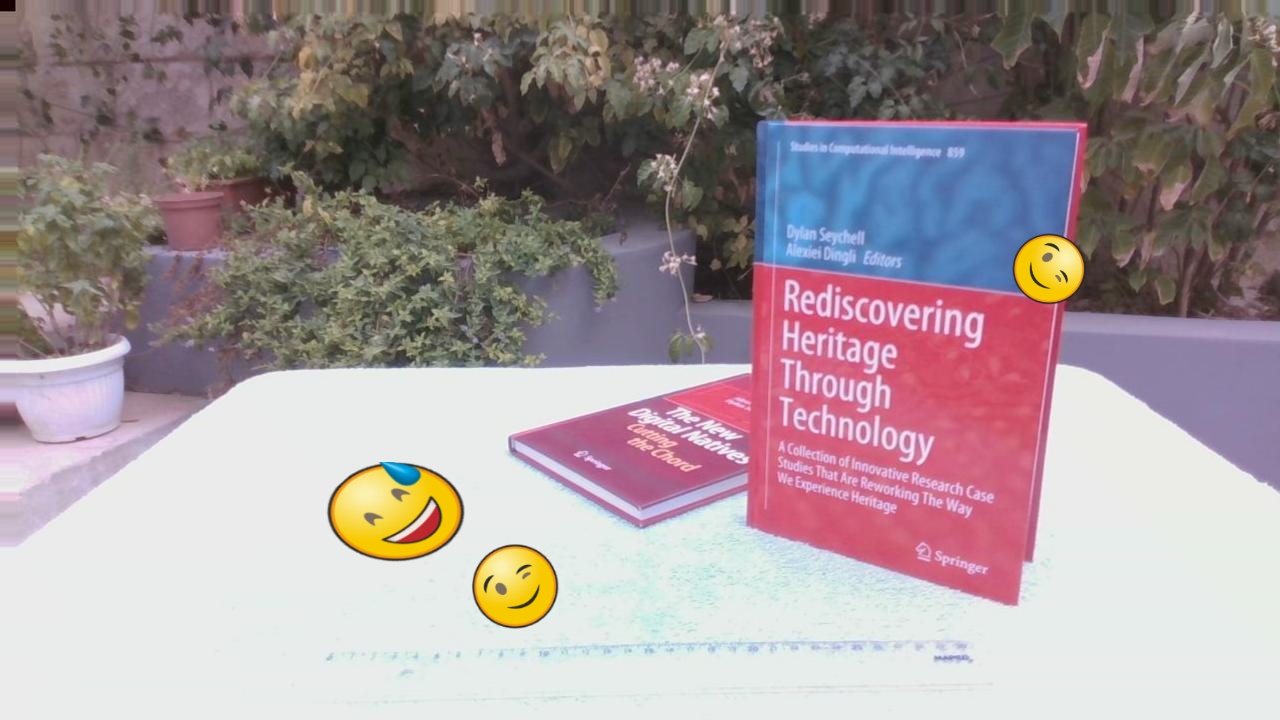 Studies in Computational Intelligence 859
Dylan Seychell
Alexiei Dingli Editors
Rediscovering
Heritage
Through
Technology
A Collection of Innovative Research Case
Studies That Are Reworking The Way
We Experience Heritage
Springer
The New
Digital Natives
Cutting
the Chord
Springer